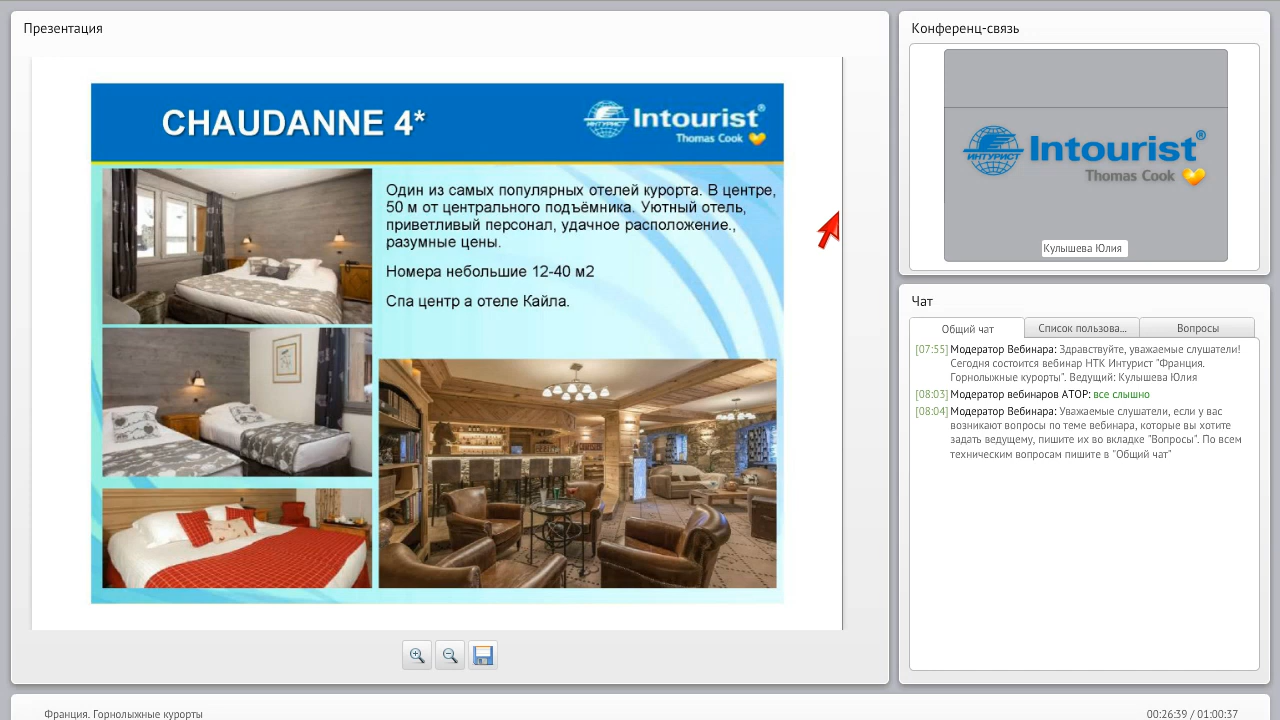 Презентация
CHAUDANNE 4*
ИНТУРИСТ Intourist®
Thomas Cook
Один из самых популярных отелей курорта. В центре,
50 м от центрального подъёмника. Уютный отель,
приветливый персонал, удачное расположение.,
разумные цены.
Номера небольшие 12-40 м2
Спа центр а отеле Кайла.
Конференц-связь
ИНТУРИСТ Intourist®
Thomas Cook
Кулышева Юлия
Чат
Общий чат
Список пользова...
Вопросы
[07:55] Модератор Вебинара: Здравствуйте, уважаемые слушатели!
Сегодня состоится вебинар НТК Интурист "Франция.
Горнолыжные курорты". Ведущий: Кулышева Юлия
[08:03] Модератор вебинаров АТОР: все слышно
[08:04] Модератор Вебинара: Уважаемые слушатели, если у вас
возникают вопросы по теме вебинара, которые вы хотите
задать ведущему, пишите их во вкладке "Вопросы". По всем
техническим вопросам пишите в "Общий чат"
Франция. Горнолыжные курорты
00:26:39 / 01:00:37